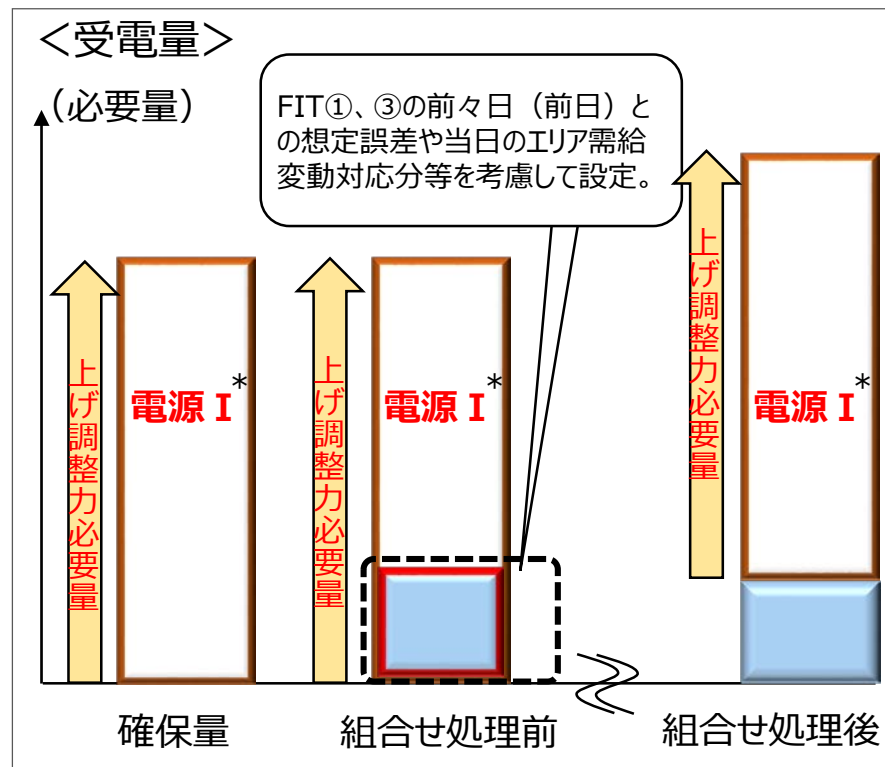 ＜受電量＞
（必要量）
FIT①、③の前々日（前日）と
の想定誤差や当日のエリア需給
変動対応分等を考慮して設定。
上げ調整力必要量
電源Ⅰ*
上げ調整力必要量
電源Ⅰ*
上げ調整力必要量
電源Ⅰ*
確保量
組合せ処理前
組合せ処理後